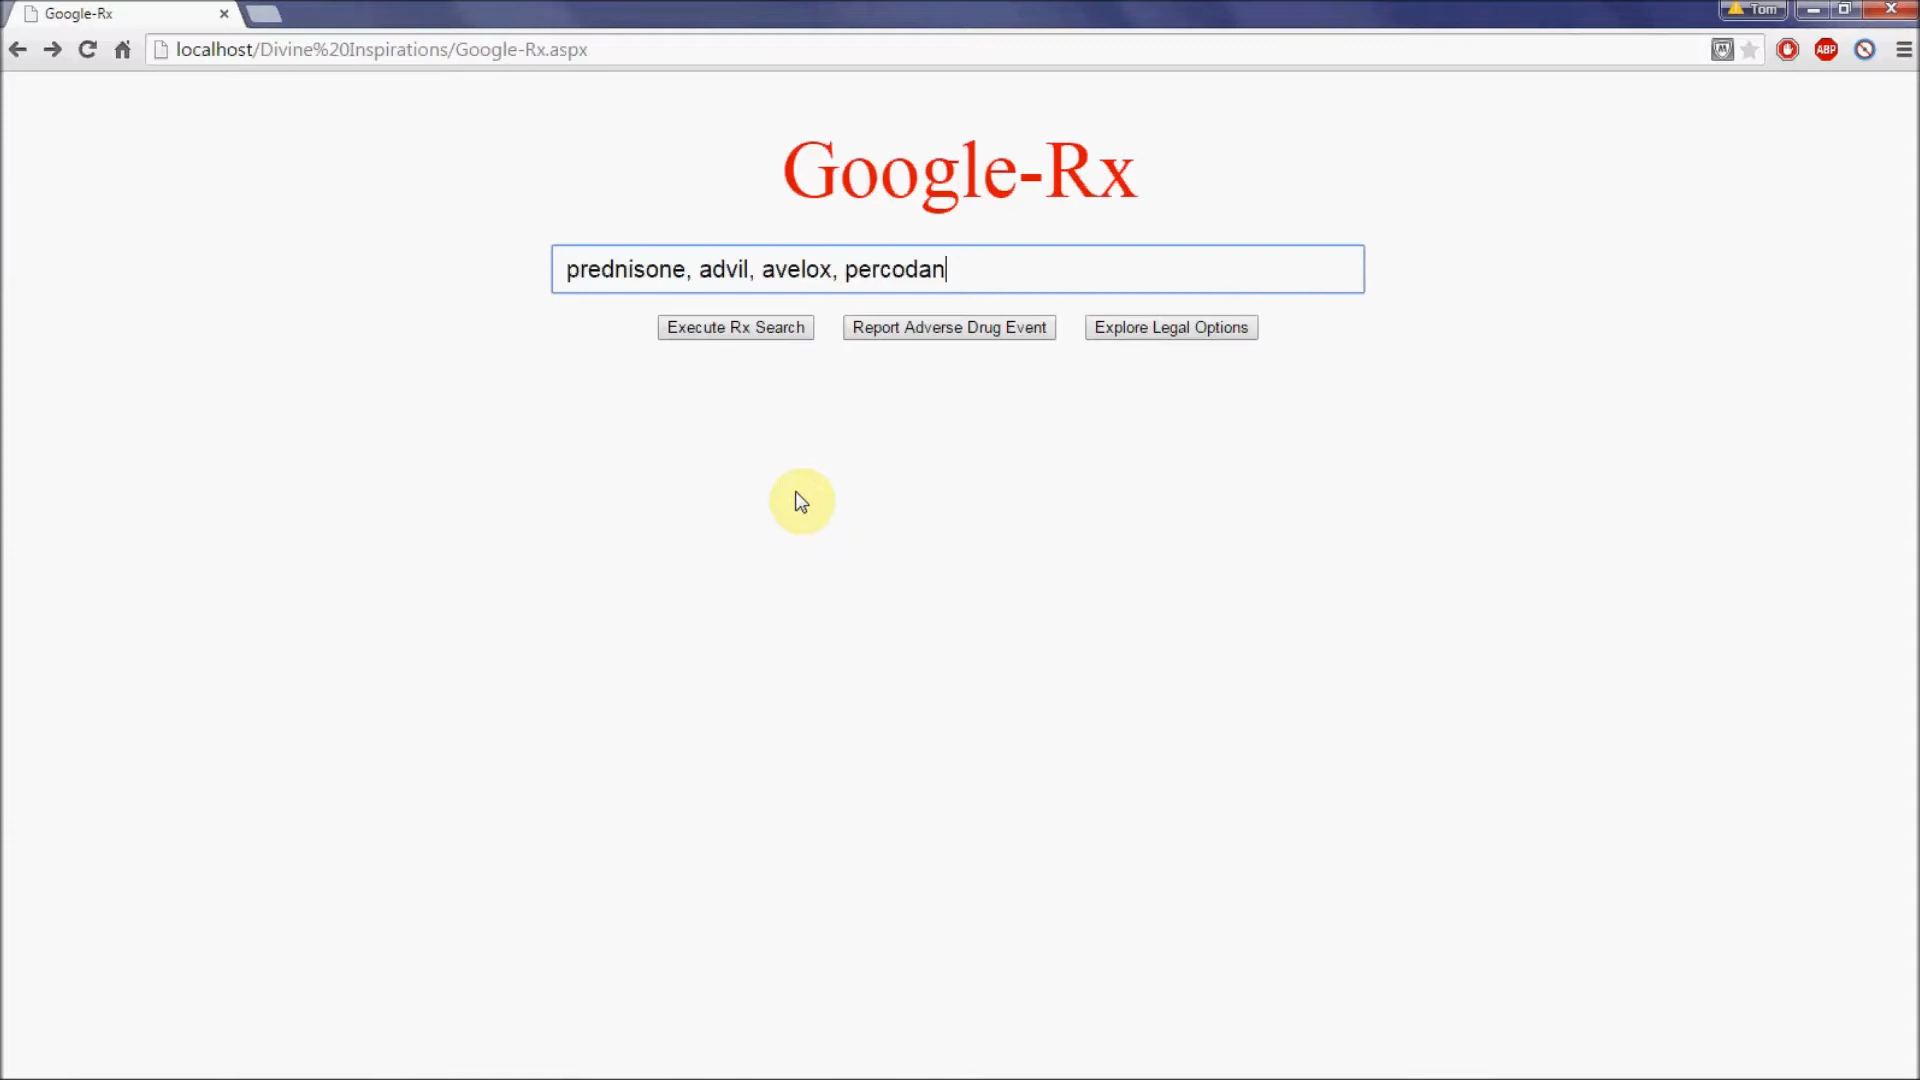 Google-Rx
Tom
localhost/Divine%20Inspirations/Google-Rx.aspx
ABP
Google-Rx
prednisone, advil, avelox, percodan
Execute Rx Search
Report Adverse Drug Event
Explore Legal Options